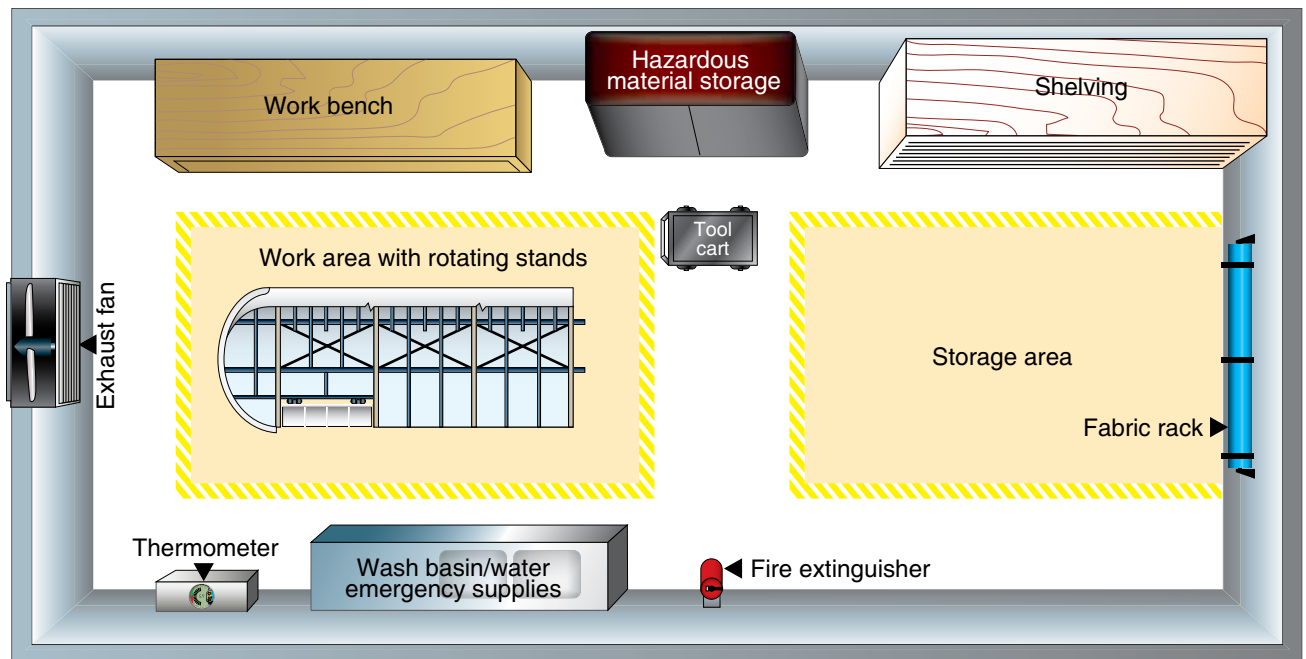 Work bench
Hazardous
material storage
Shelving
Tool
cart
Work area with rotating stands
Exhaust fan
Storage area
Fabric rack
Thermometer
Wash basin/water
emergency supplies
Fire extinguisher